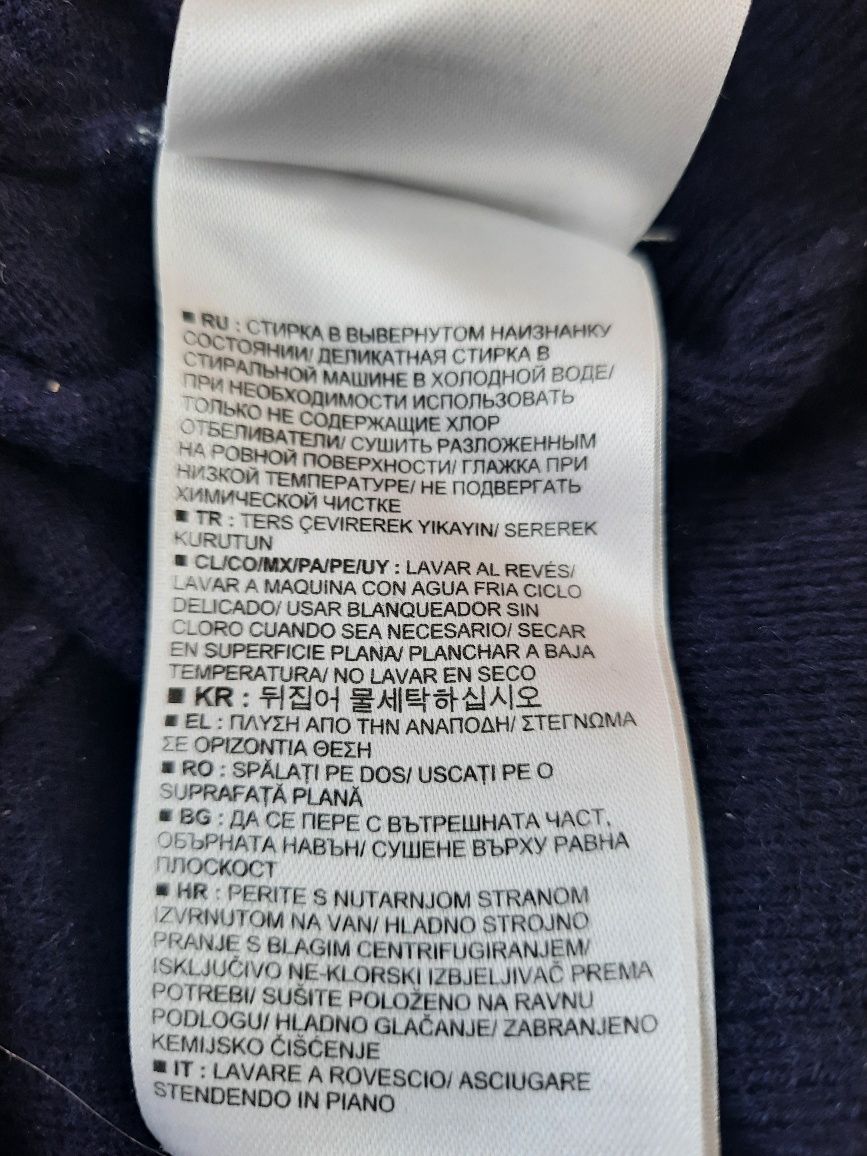 ■ RU : СТИРКА В ВЫВЕРНУТОМ НАИЗНАНКУ
СОСТОЯНИИ/ ДЕЛИКАТНАЯ СТИРКА В
СТИРАЛЬНОЙ МАШИНЕ В ХОЛОДНОЙ ВОДЕ/
ПРИ НЕОБХОДИМОСТИ ИСПОЛЬЗОВАТЬ
ТОЛЬКО НЕ СОДЕРЖАЩИЕ ХЛОР
ОТБЕЛИВАТЕЛИ/ СУШИТЬ РАЗЛОЖЕННЫМ
НА РОВНОЙ ПОВЕРХНОСТИ/ ГЛАЖКА ПРИ
НИЗКОЙ ТЕМПЕРАТУРЕ/ НЕ ПОДВЕРГАТЬ
ХИМИЧЕСКОЙ ЧИСТКЕ
■ TR : TERS ÇEVIREREK YIKAYIN/ SEREREK
KURUTUN
■ CL/CO/MX/PA/PE/UY : LAVAR AL REVÉS/
LAVAR A MAQUINA CON AGUA FRIA CICLO
DELICADO/ USAR BLANQUEADOR SIN
CLORO CUANDO SEA NECESARIO/ SECAR
EN SUPERFICIE PLANA/ PLANCHAR A BAJA
TEMPERATURA/ NO LAVAR EN SECO
■ KR : 뒤집어 물세탁하십시오
■ EL : ΠΛΥΣΗ ΑΠΟ ΤΗΝ ΑΝΑΠΟΔΗ/ ΣΤΕΓΝΩΜΑ
ΣΕ ΟΡΙΖΟΝΤΙΑ ΘΕΣΗ
■ RO : SPĂLAȚI PE DOS/ USCAȚI PE O
SUPRAFAȚĂ PLANĂ
■ BG : ДА СЕ ПЕРЕ С ВЪТРЕШНАТА ЧАСТ,
ОБЪРНАТА НАВЪН/ СУШЕНЕ ВЪРХУ РАВНА
ПЛОСКОСТ
■ HR : PERITE S NUTARNJOM STRANOM
IZVRNUTOM NA VAN/ HLADNO STROJNO
PRANJE S BLAGIM CENTRIFUGIRANJEM/
ISKLJUČIVO NE-KLORSKI IZBJELJIVAČ PREMA
POTREBI/ SUŠITE POLOŽENO NA RAVNU
PODLOGU/ HLADNO GLAČANJE/ ZABRANJENO
KEMIJSKO ČIŠĆENJE
■ IT : LAVARE A ROVESCIO/ ASCIUGARE
STENDENDO IN PIANO